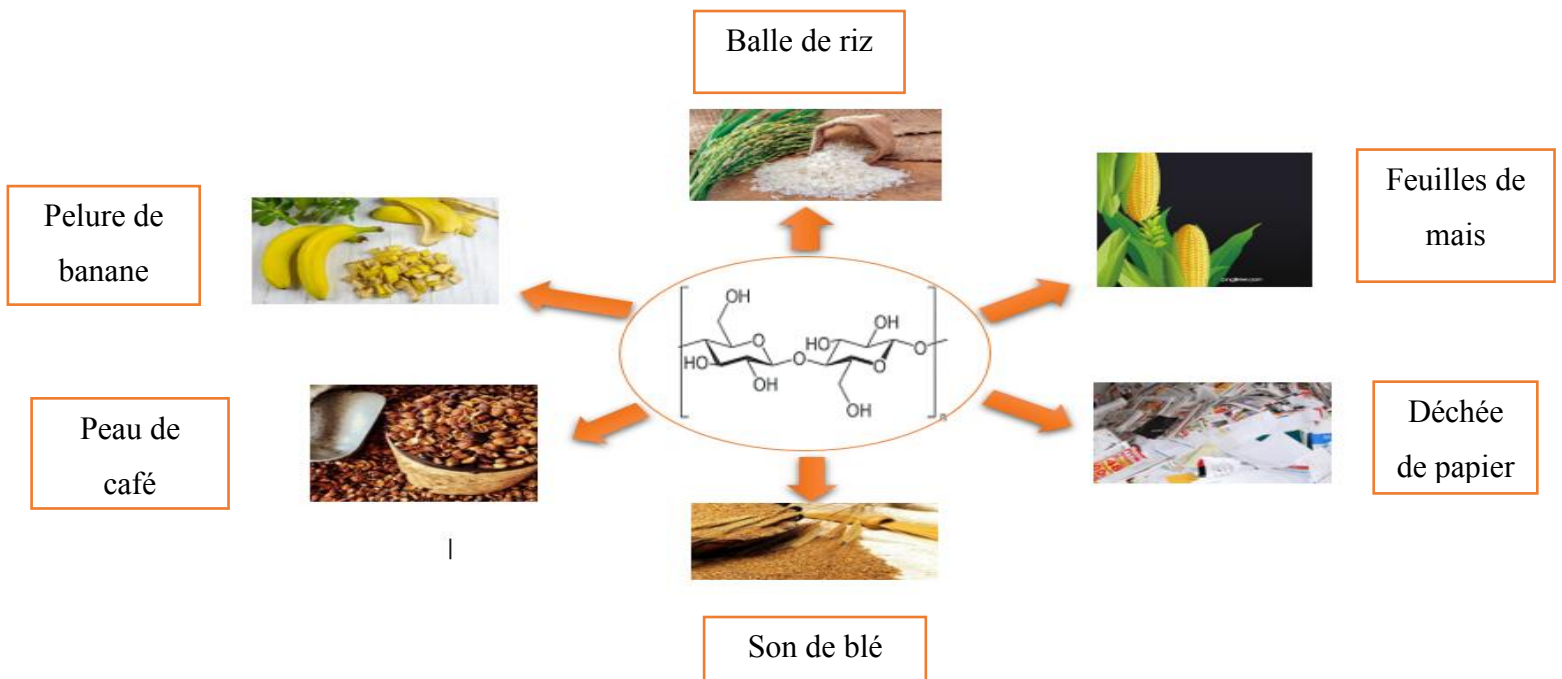 Balle de riz
Pelure de
banane
Feuilles de
mais
OH
OH
HO
O
HO
O
O
HO
OH
O
OH
n
Peau de
café
Déchée
de papier
Son de blé